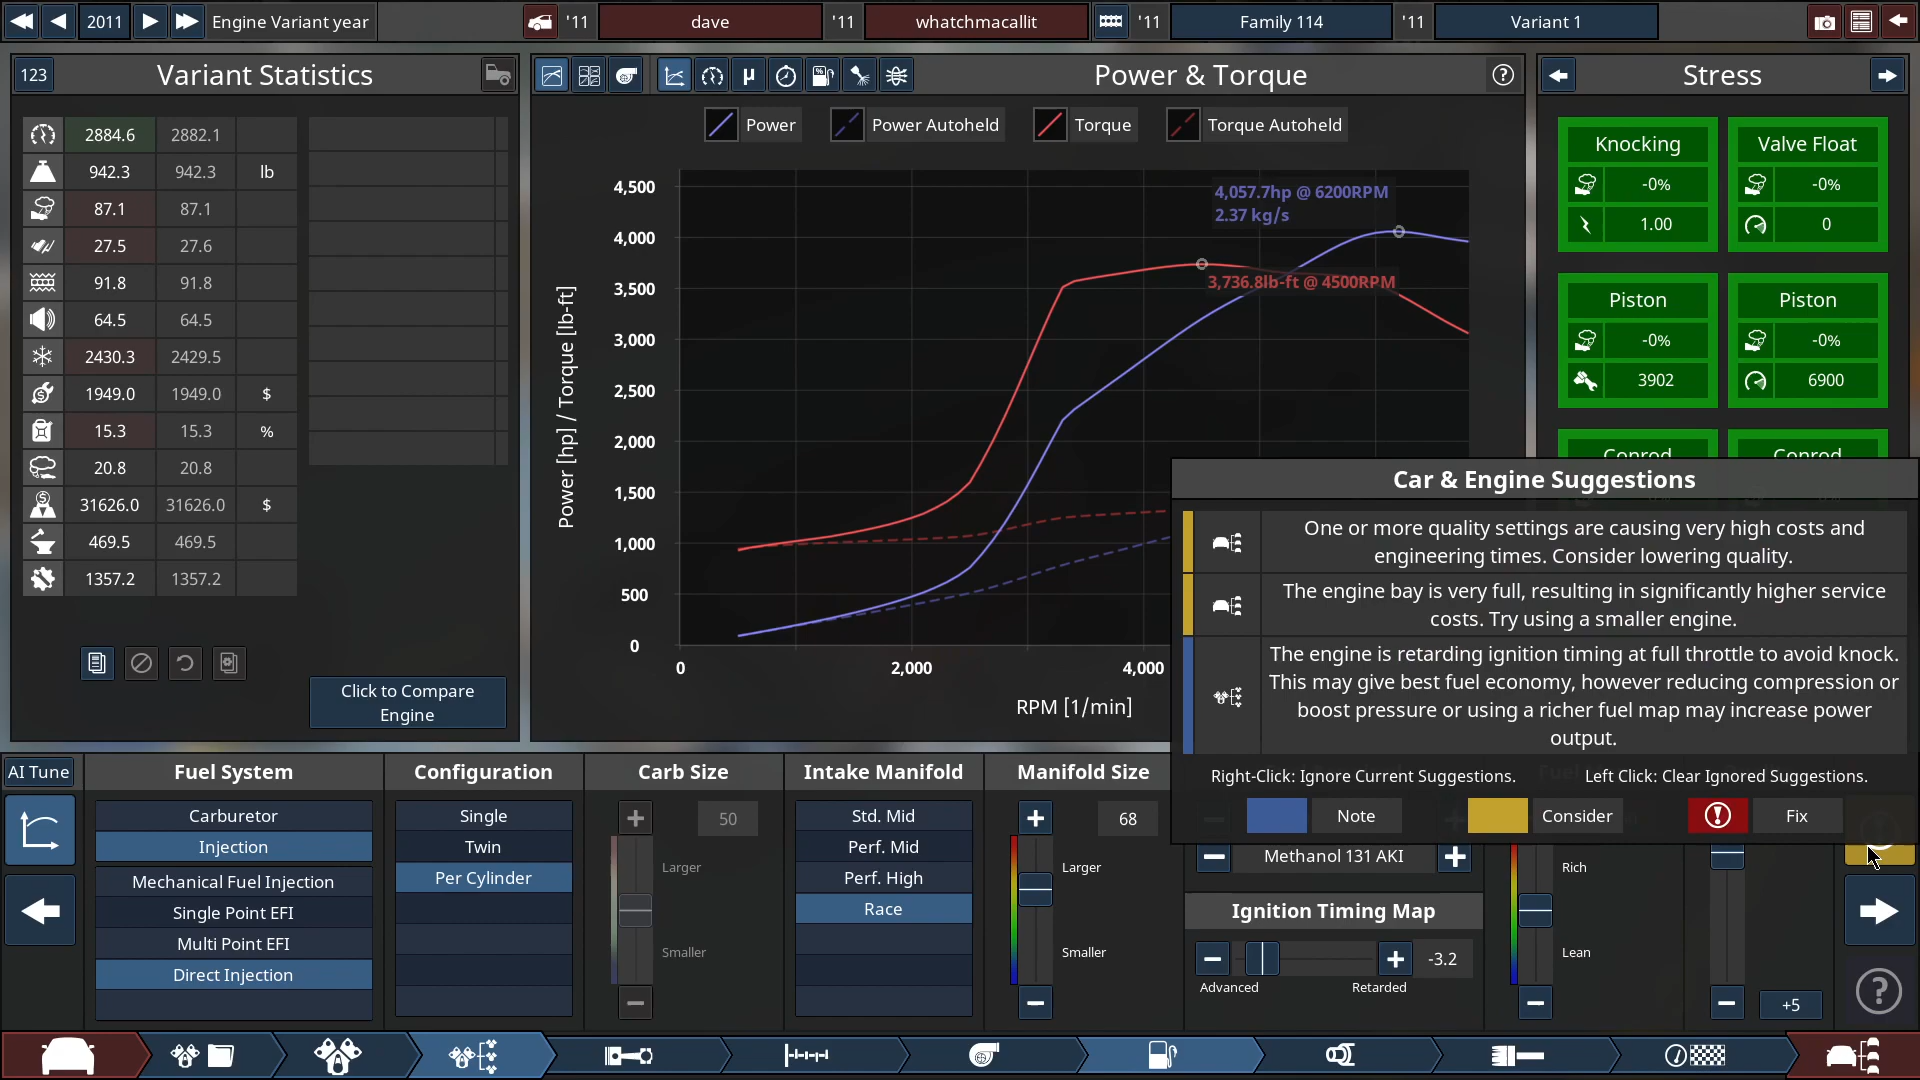 2011
Engine Variant year
'11
dave
'11
whatchmacallit
'11
Family 114
'11
Variant 1
123
Variant Statistics
2884.6 2882.1
942.3 942.3 lb
87.1 87.1
27.5 27.6
91.8 91.8
64.5 64.5
2430.3 2429.5
1949.0 1949.0 $
15.3 15.3 %
20.8 20.8
31626.0 31626.0 $
469.5 469.5
1357.2 1357.2
Click to Compare
Engine
Power & Torque
?
Power
Power Autoheld
Torque
Torque Autoheld
Power [hp] / Torque [lb-ft]
4,500
4,000
3,500
3,000
2,500
2,000
1,500
1,000
500
0
4,057.7hp @ 6200RPM
2.37 kg/s
3,736.8lb-ft @ 4500RPM
0
2,000
4,000
RPM [1/min]
Stress
Knocking
-0%
1.00
Valve Float
-0%
0
Piston
-0%
3902
Piston
-0%
6900
Conrod
Conrod
Car & Engine Suggestions
One or more quality settings are causing very high costs and
engineering times. Consider lowering quality.
The engine bay is very full, resulting in significantly higher service
costs. Try using a smaller engine.
The engine is retarding ignition timing at full throttle to avoid knock.
This may give best fuel economy, however reducing compression or
boost pressure or using a richer fuel map may increase power
output.
Right-Click: Ignore Current Suggestions.
Left Click: Clear Ignored Suggestions.
Note
Consider
Fix
AI Tune
Fuel System
Carburetor
Injection
Mechanical Fuel Injection
Single Point EFI
Multi Point EFI
Direct Injection
Configuration
Single
Twin
Per Cylinder
Carb Size
50
Larger
Smaller
Intake Manifold
Std. Mid
Perf. Mid
Perf. High
Race
Manifold Size
68
Larger
Smaller
Methanol 131 AKI
Ignition Timing Map
-3.2
Advanced
Retarded
Rich
Lean
+5
?